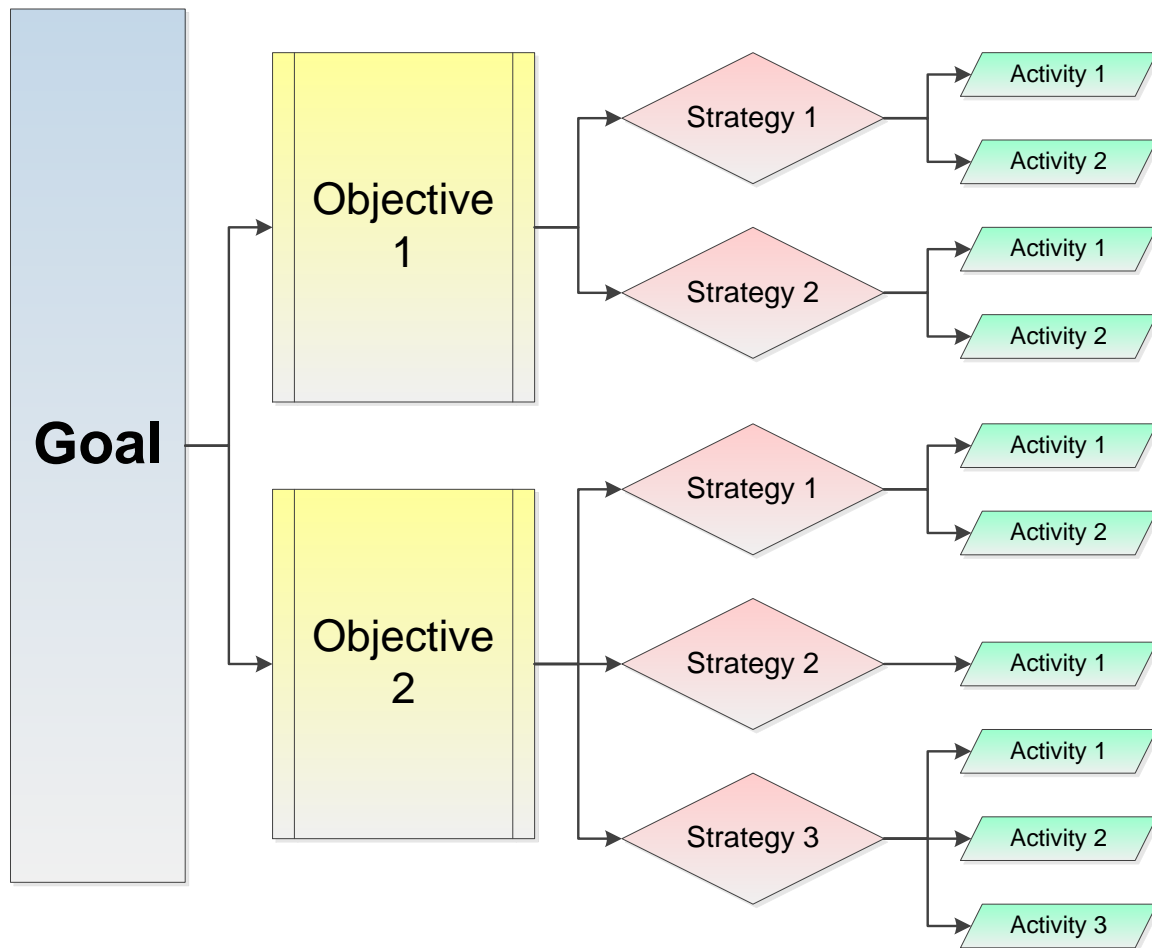 Goal
Objective
1
Strategy 1
Activity 1
Activity 2
Strategy 2
Activity 1
Activity 2
Objective
2
Strategy 1
Activity 1
Activity 2
Strategy 2
Activity 1
Strategy 3
Activity 1
Activity 2
Activity 3